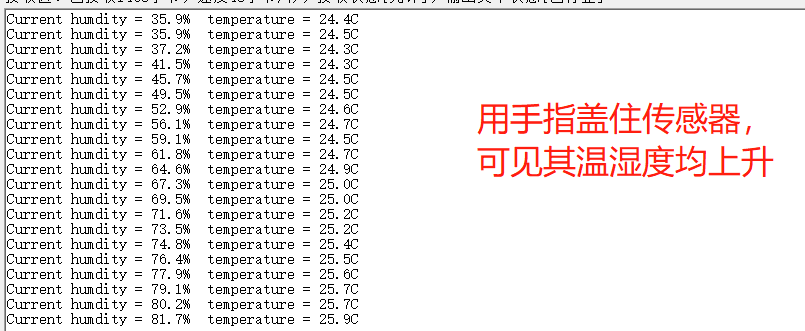 Current humdity = 35.9%  temperature = 24.4C
Current humdity = 35.9%  temperature = 24.5C
Current humdity = 37.2%  temperature = 24.3C
Current humdity = 41.5%  temperature = 24.3C
Current humdity = 45.7%  temperature = 24.5C
Current humdity = 49.5%  temperature = 24.5C
Current humdity = 52.9%  temperature = 24.6C
Current humdity = 56.1%  temperature = 24.7C
Current humdity = 59.1%  temperature = 24.5C
Current humdity = 61.8%  temperature = 24.7C
Current humdity = 64.6%  temperature = 24.9C
Current humdity = 67.3%  temperature = 25.0C
Current humdity = 69.5%  temperature = 25.0C
Current humdity = 71.6%  temperature = 25.2C
Current humdity = 73.5%  temperature = 25.2C
Current humdity = 74.8%  temperature = 25.4C
Current humdity = 76.4%  temperature = 25.5C
Current humdity = 77.9%  temperature = 25.6C
Current humdity = 79.1%  temperature = 25.7C
Current humdity = 80.2%  temperature = 25.7C
Current humdity = 81.7%  temperature = 25.9C
用手指盖住传感器，
可见其温湿度均上升